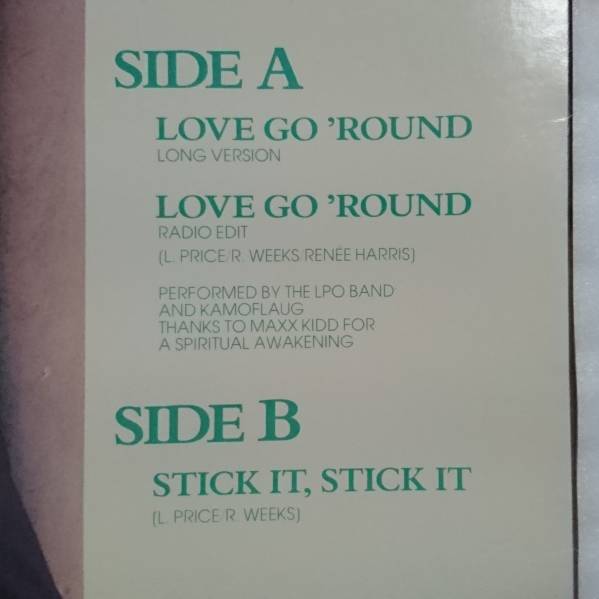 SIDE A
LOVE GO 'ROUND
LONG VERSION
LOVE GO 'ROUND
RADIO EDIT
(L. PRICE/R. WEEKS/RENÉE HARRIS)
PERFORMED BY THE LPO BAND
AND KAMOFLAUG
THANKS TO MAXX KIDD FOR
A SPIRITUAL AWAKENING
SIDE B
STICK IT, STICK IT
(L. PRICE/R. WEEKS)